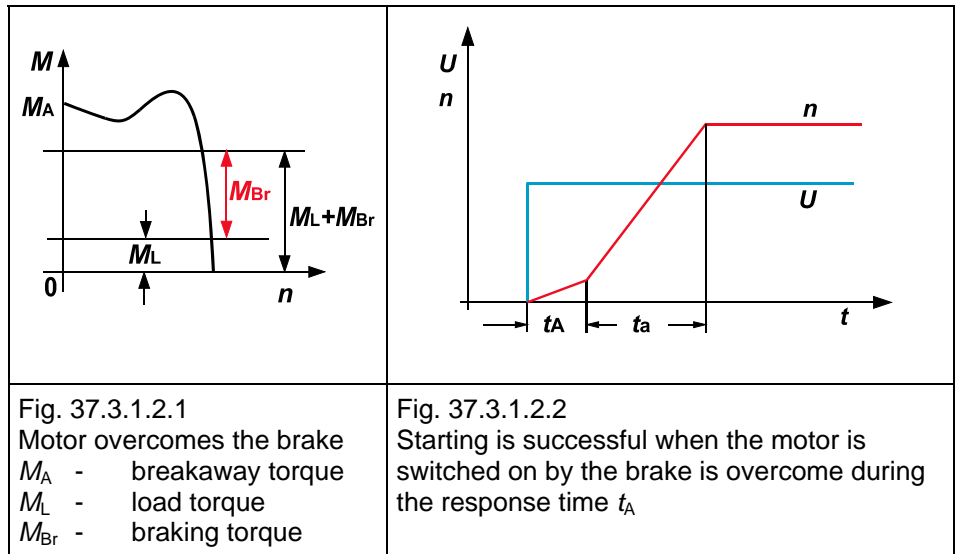 M
MA
MBr
ML+MBr
ML
0
n
U
n
n
U
tA
ta
t
Fig. 37.3.1.2.1
Motor overcomes the brake
MA - breakaway torque
ML - load torque
MBr - braking torque
Fig. 37.3.1.2.2
Starting is successful when the motor is
switched on by the brake is overcome during
the response time tA